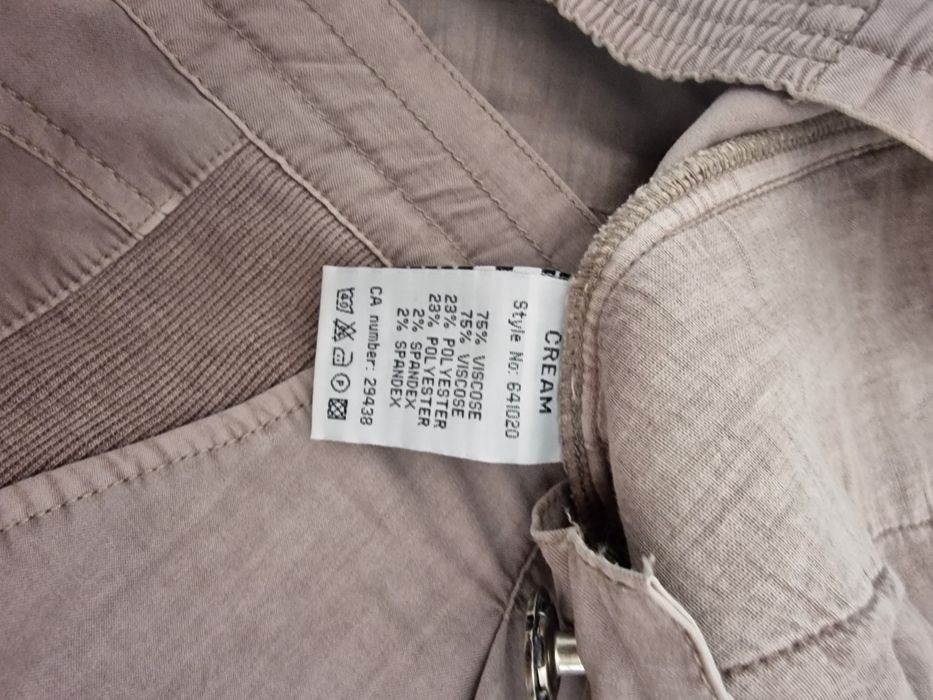 CREAM
Style No: 641020
75% VISCOSE
75% VISCOSE
23% POLYESTER
23% POLYESTER
2% SPANDEX
2% SPANDEX
CA number: 29438
40 P